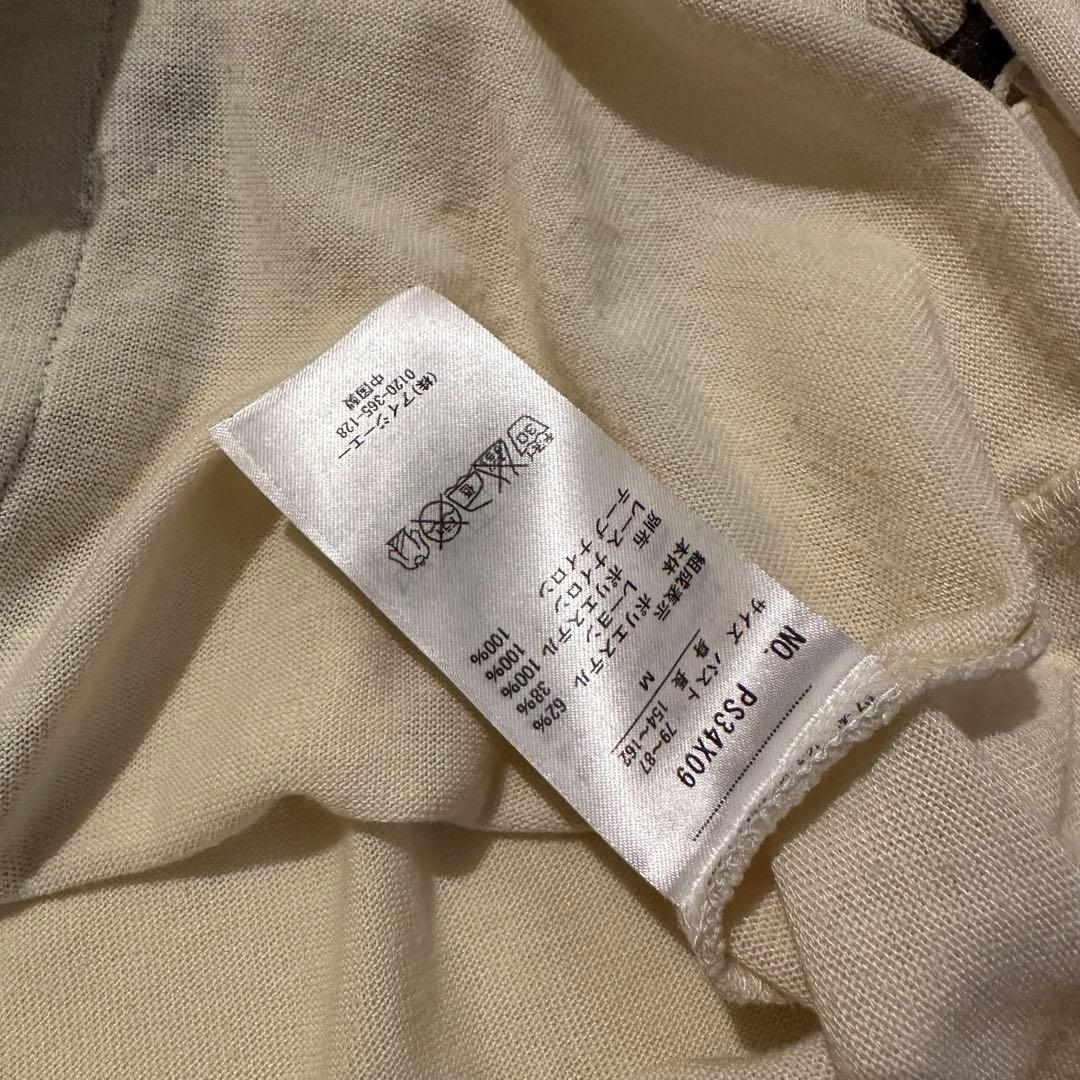 NO. PS34X09
サイズ バスト 79~87
身長 154~162
M
組成表示
本体 ポリエステル 62%
レーヨン 38%
別布 ポリエステル 100%
レース ナイロン 100%
テープ ナイロン 100%
30
低
(株)アイジーエー
0120-365-128
中国製